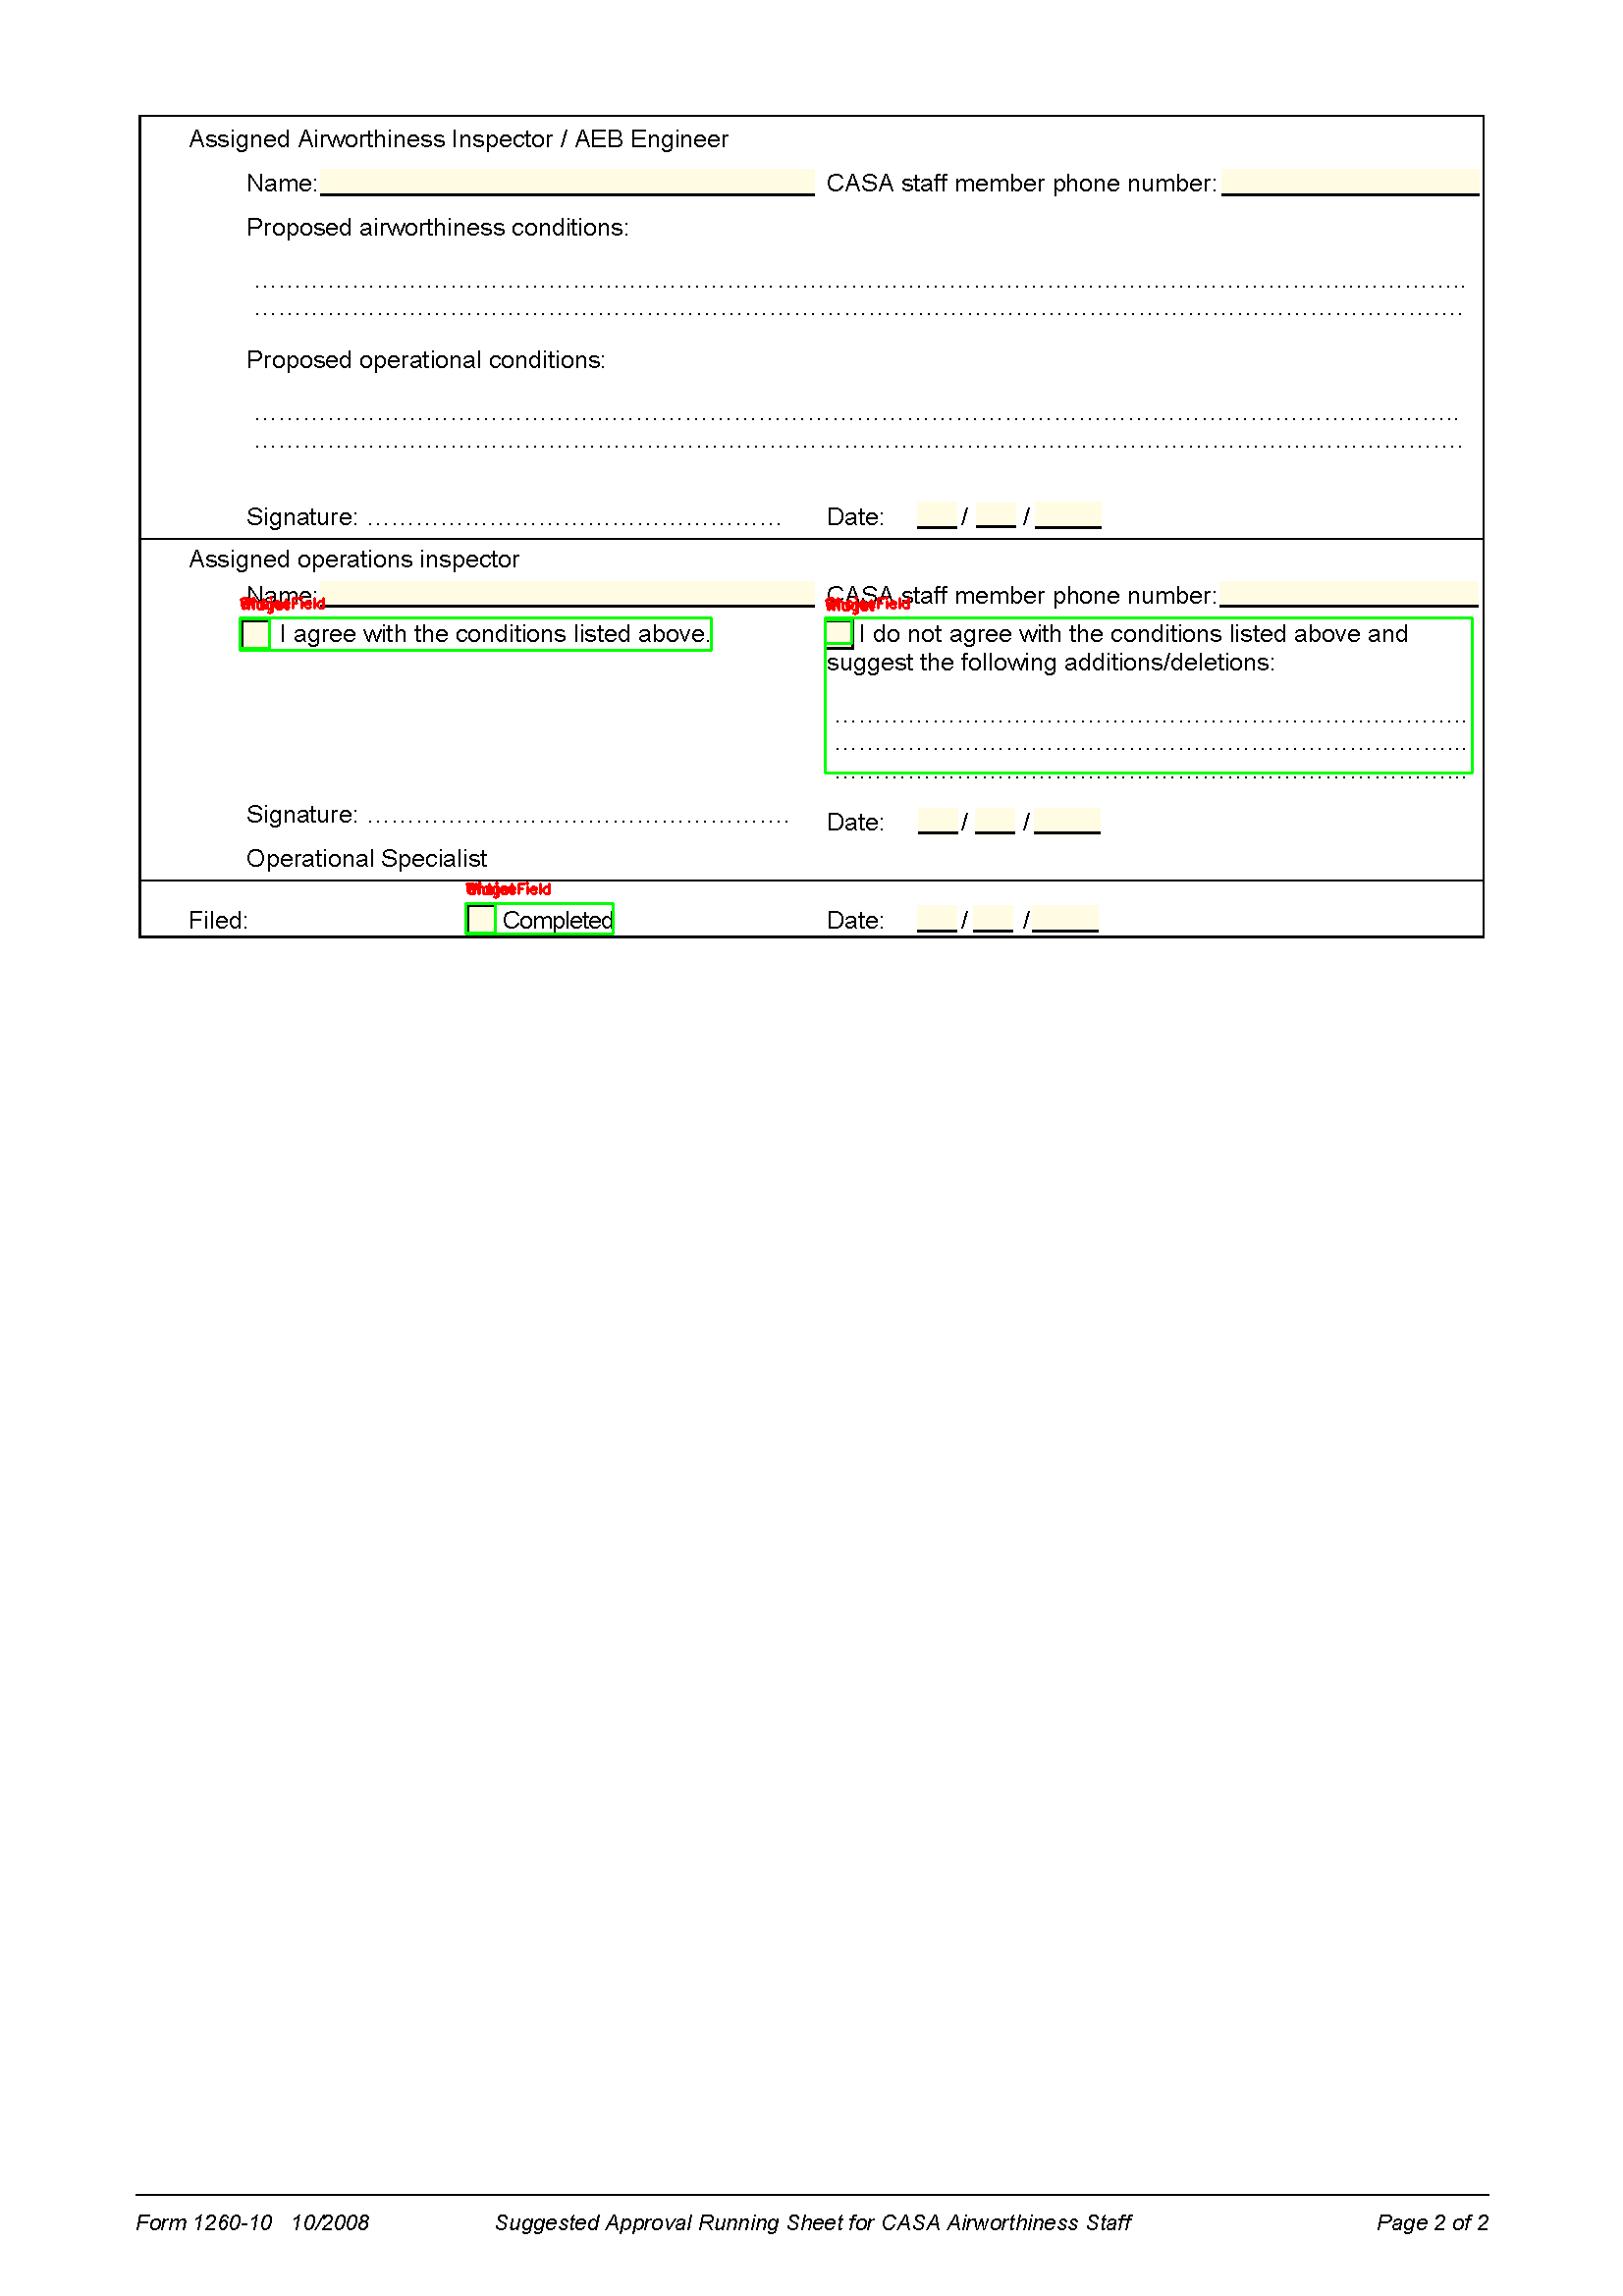 Assigned Airworthiness Inspector / AEB Engineer
Name: CASA staff member phone number:
Proposed airworthiness conditions:
Proposed operational conditions:
Signature: ........................................................ Date: / /
Assigned operations inspector
Name: CASA staff member phone number:
I agree with the conditions listed above. I do not agree with the conditions listed above and
suggest the following additions/deletions:
Signature: ........................................................ Date: / /
Operational Specialist
Filed: Completed Date: / /
Form 1260-10 10/2008 Suggested Approval Running Sheet for CASA Airworthiness Staff Page 2 of 2